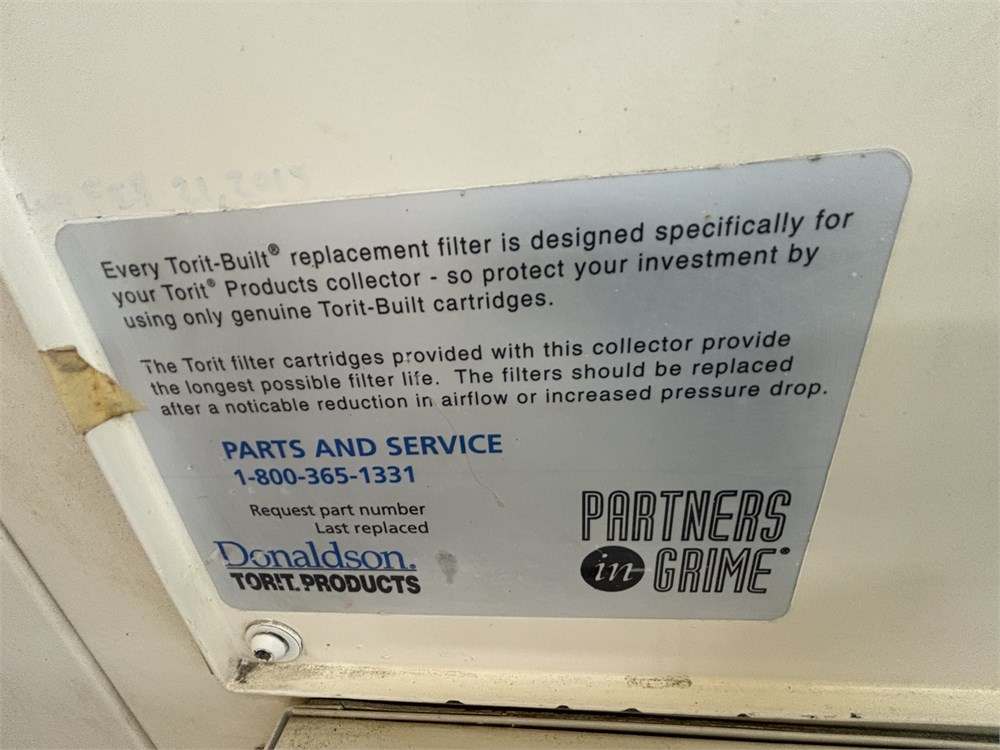 21, 2015
Every Torit-Built® replacement filter is designed specifically for
your Torit® Products collector - so protect your investment by
using only genuine Torit-Built cartridges.
The Torit filter cartridges provided with this collector provide
the longest possible filter life. The filters should be replaced
after a noticable reduction in airflow or increased pressure drop.
PARTS AND SERVICE
1-800-365-1331
Request part number
Last replaced
Donaldson.
TORIT. PRODUCTS
PARTNERS
in GRIME®